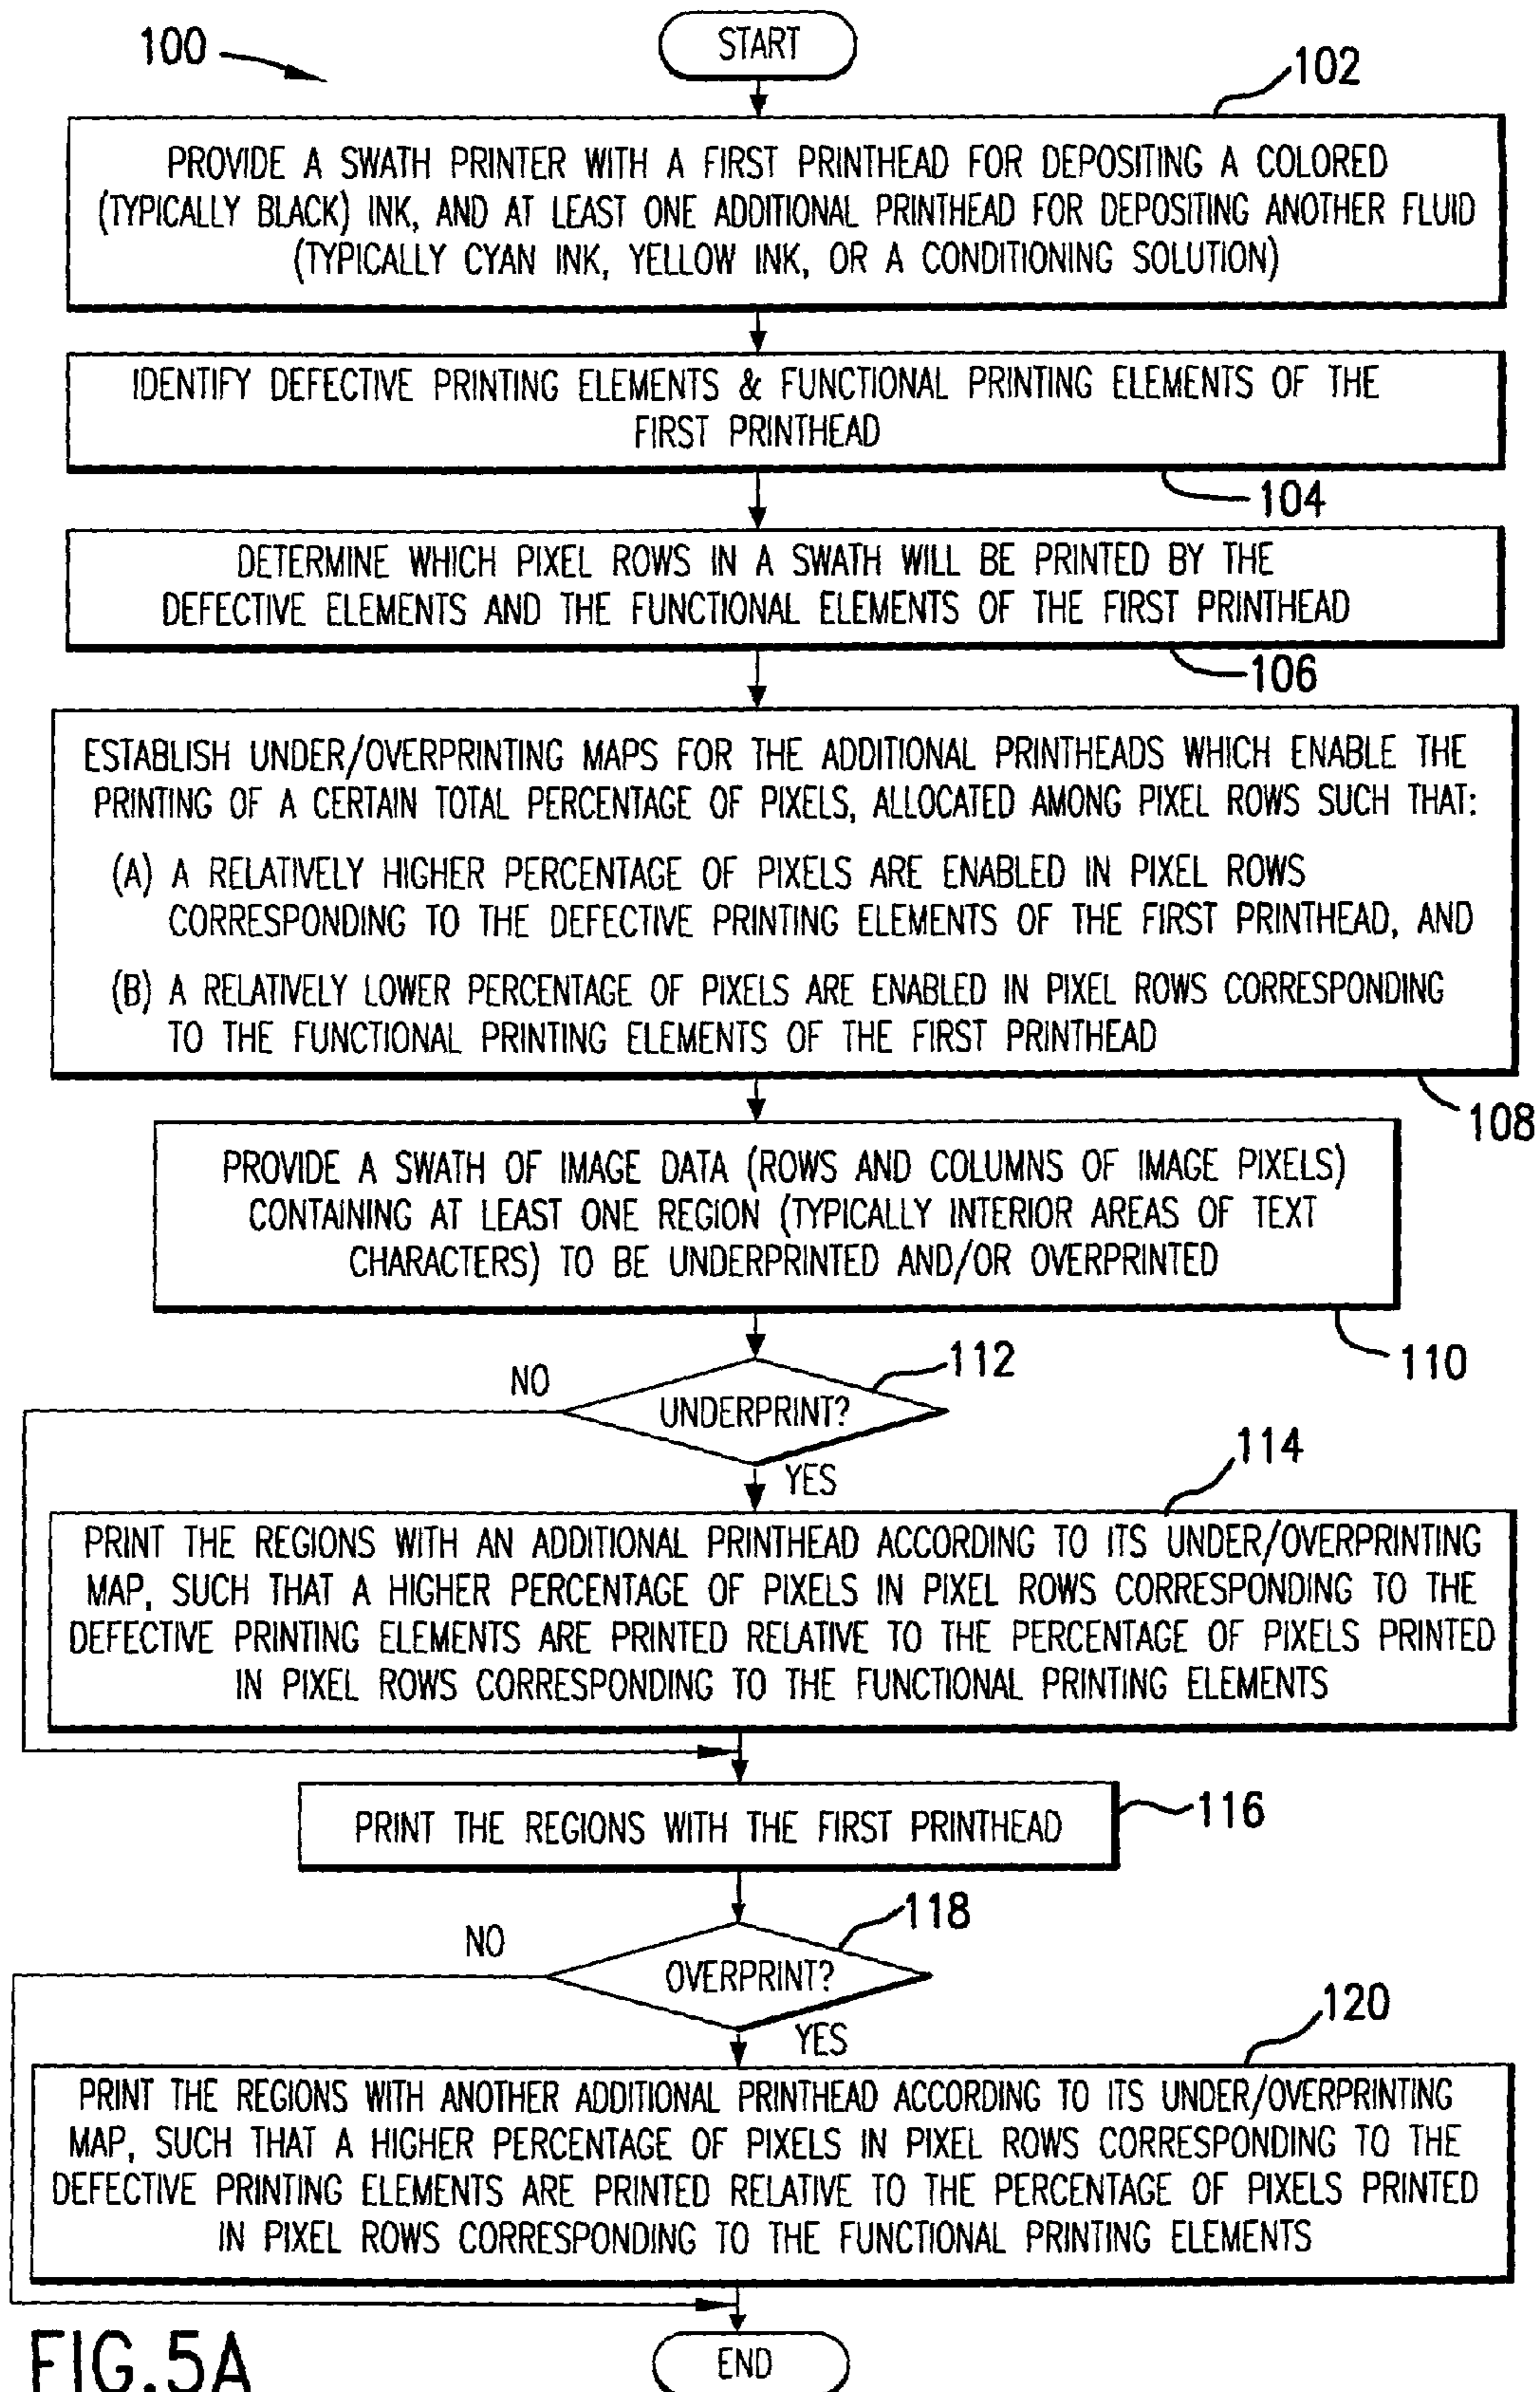 100
START
102
PROVIDE A SWATH PRINTER WITH A FIRST PRINTHEAD FOR DEPOSITING A COLORED
(TYPICALLY BLACK) INK, AND AT LEAST ONE ADDITIONAL PRINTHEAD FOR DEPOSITING ANOTHER FLUID
(TYPICALLY CYAN INK, YELLOW INK, OR A CONDITIONING SOLUTION)
IDENTIFY DEFECTIVE PRINTING ELEMENTS & FUNCTIONAL PRINTING ELEMENTS OF THE
FIRST PRINTHEAD
104
DETERMINE WHICH PIXEL ROWS IN A SWATH WILL BE PRINTED BY THE
DEFECTIVE ELEMENTS AND THE FUNCTIONAL ELEMENTS OF THE FIRST PRINTHEAD
106
ESTABLISH UNDER/OVERPRINTING MAPS FOR THE ADDITIONAL PRINTHEADS WHICH ENABLE THE
PRINTING OF A CERTAIN TOTAL PERCENTAGE OF PIXELS, ALLOCATED AMONG PIXEL ROWS SUCH THAT:
(A) A RELATIVELY HIGHER PERCENTAGE OF PIXELS ARE ENABLED IN PIXEL ROWS
CORRESPONDING TO THE DEFECTIVE PRINTING ELEMENTS OF THE FIRST PRINTHEAD, AND
(B) A RELATIVELY LOWER PERCENTAGE OF PIXELS ARE ENABLED IN PIXEL ROWS CORRESPONDING
TO THE FUNCTIONAL PRINTING ELEMENTS OF THE FIRST PRINTHEAD
108
PROVIDE A SWATH OF IMAGE DATA (ROWS AND COLUMNS OF IMAGE PIXELS)
CONTAINING AT LEAST ONE REGION (TYPICALLY INTERIOR AREAS OF TEXT
CHARACTERS) TO BE UNDERPRINTED AND/OR OVERPRINTED
110
112
NO
UNDERPRINT?
YES
114
PRINT THE REGIONS WITH AN ADDITIONAL PRINTHEAD ACCORDING TO ITS UNDER/OVERPRINTING
MAP, SUCH THAT A HIGHER PERCENTAGE OF PIXELS IN PIXEL ROWS CORRESPONDING TO THE
DEFECTIVE PRINTING ELEMENTS ARE PRINTED RELATIVE TO THE PERCENTAGE OF PIXELS PRINTED
IN PIXEL ROWS CORRESPONDING TO THE FUNCTIONAL PRINTING ELEMENTS
PRINT THE REGIONS WITH THE FIRST PRINTHEAD
116
118
NO
OVERPRINT?
YES
120
PRINT THE REGIONS WITH ANOTHER ADDITIONAL PRINTHEAD ACCORDING TO ITS UNDER/OVERPRINTING
MAP, SUCH THAT A HIGHER PERCENTAGE OF PIXELS IN PIXEL ROWS CORRESPONDING TO THE
DEFECTIVE PRINTING ELEMENTS ARE PRINTED RELATIVE TO THE PERCENTAGE OF PIXELS PRINTED
IN PIXEL ROWS CORRESPONDING TO THE FUNCTIONAL PRINTING ELEMENTS
END
FIG.5A